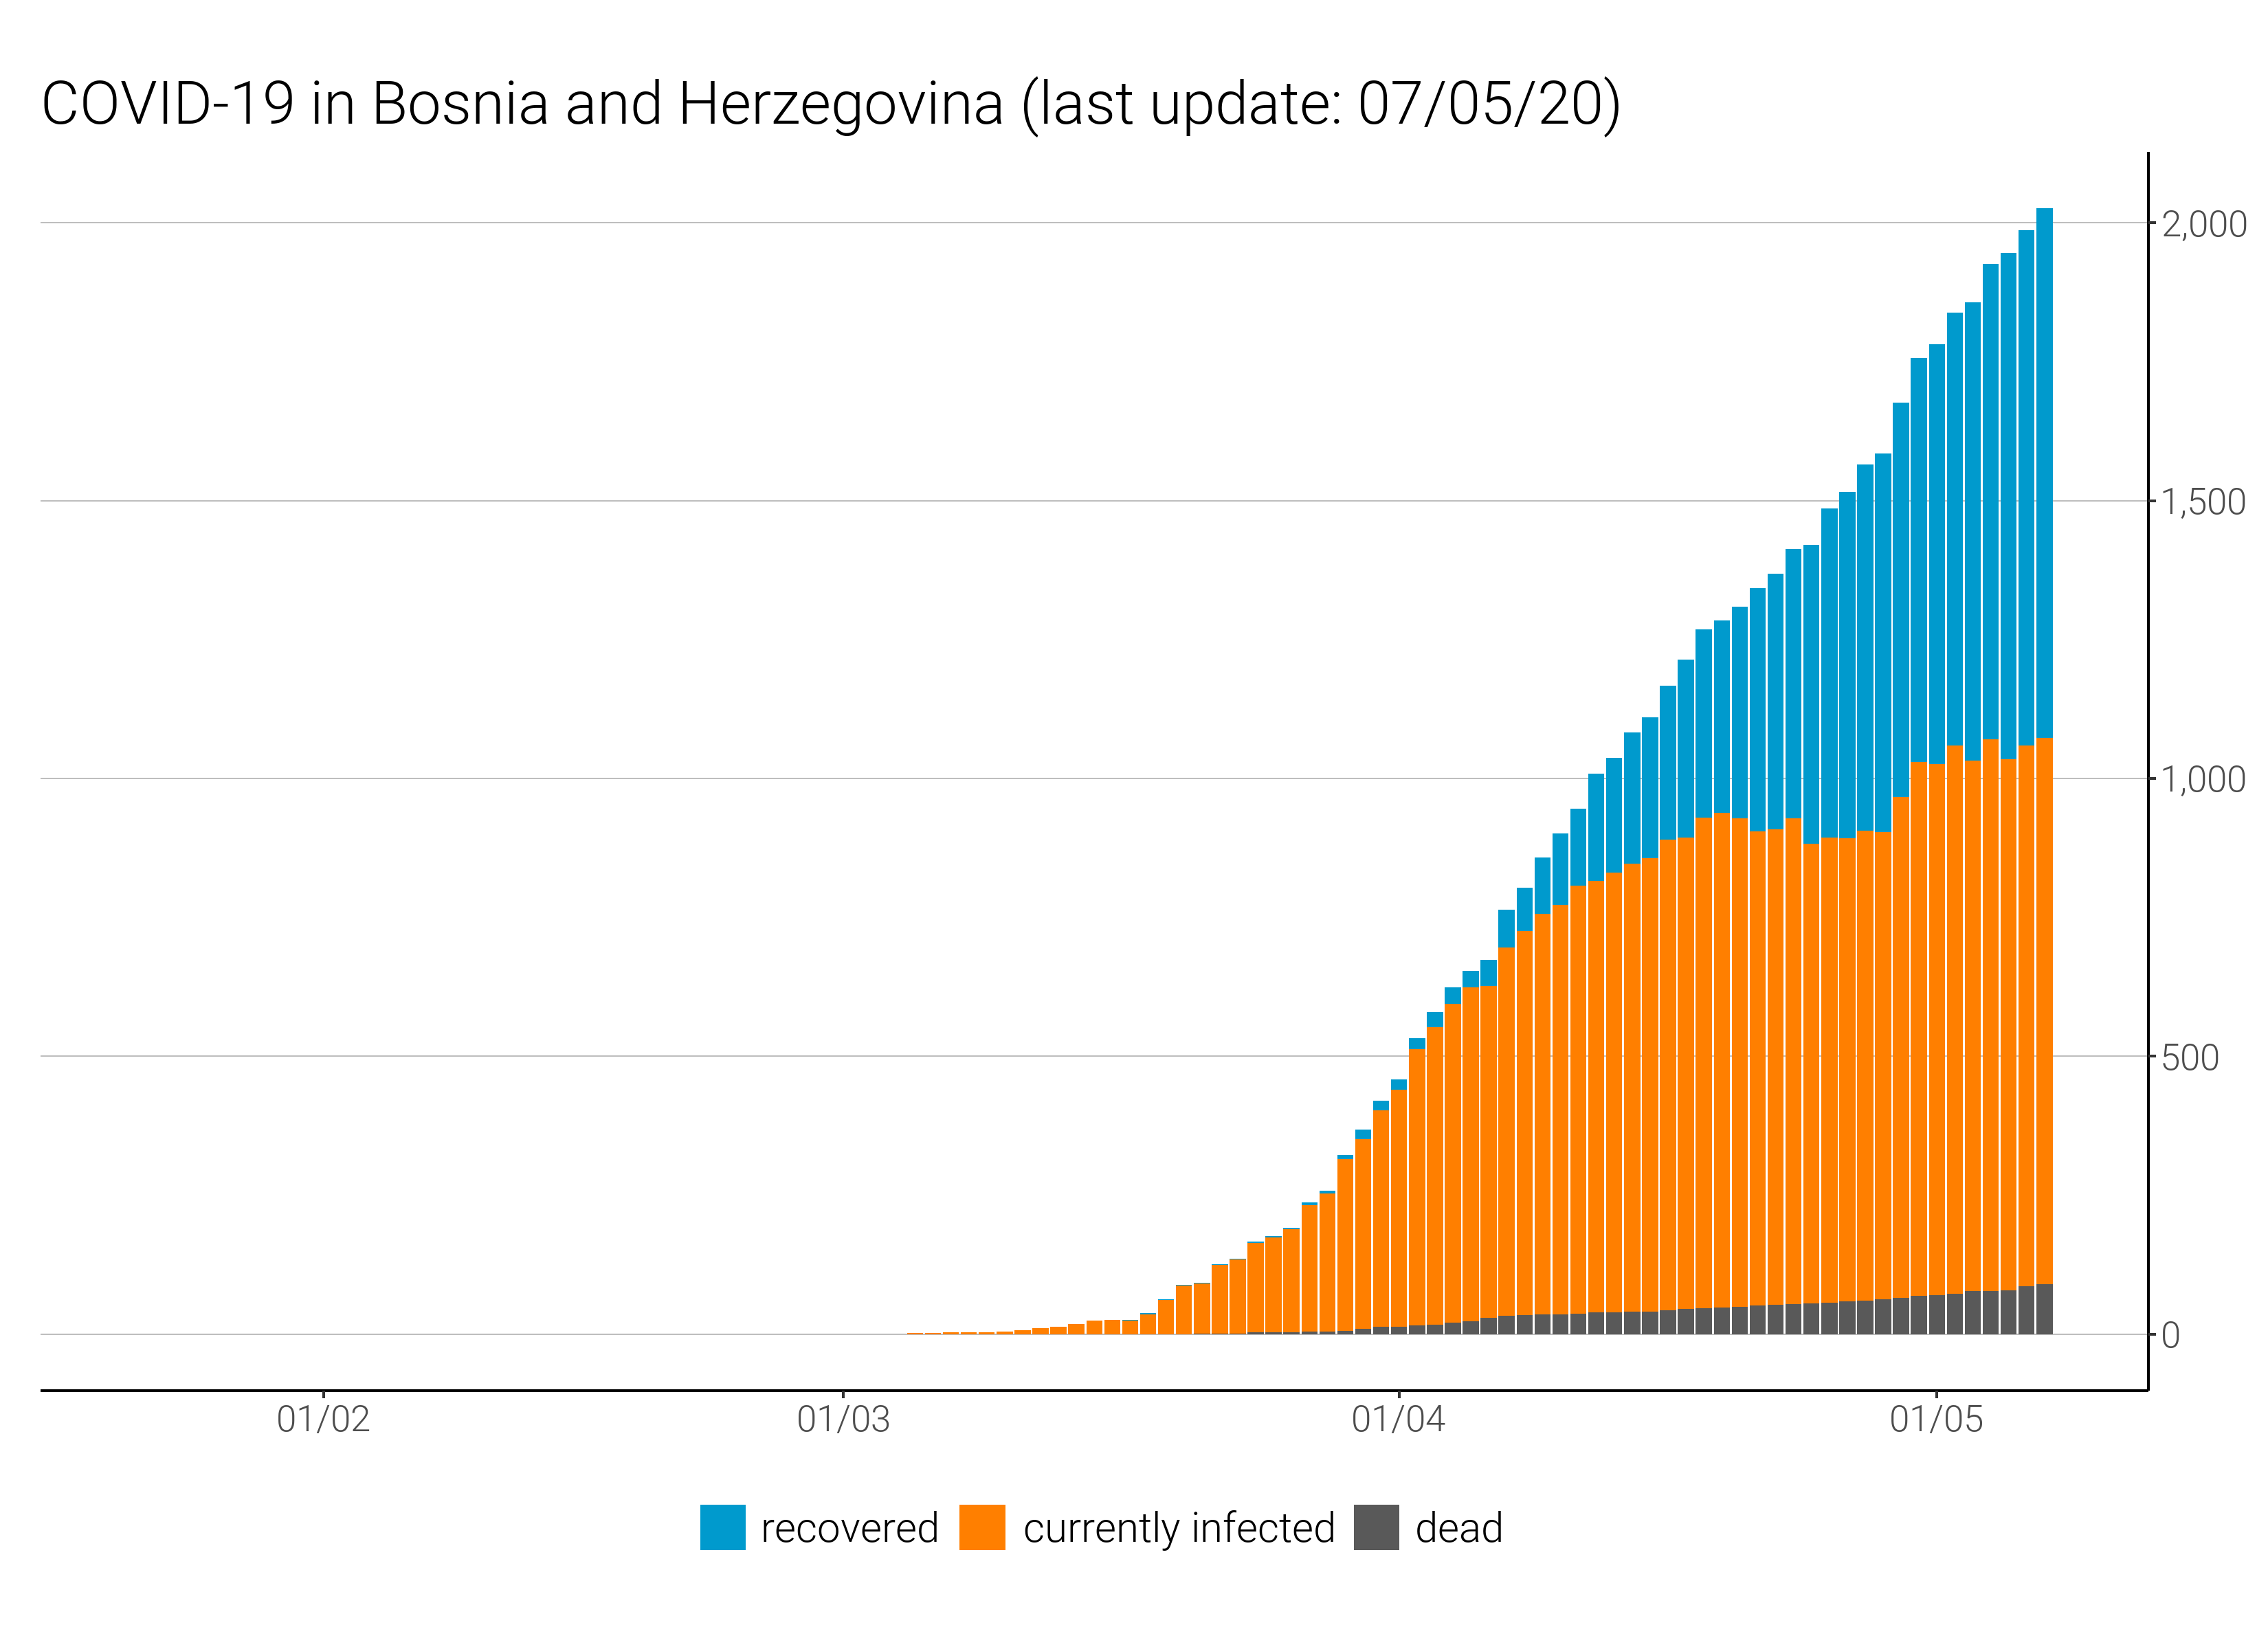 COVID-19 in Bosnia and Herzegovina (last update: 07/05/20)
2,000
1,500
1,000
500
0
01/02 01/03 01/04 01/05
recovered currently infected dead